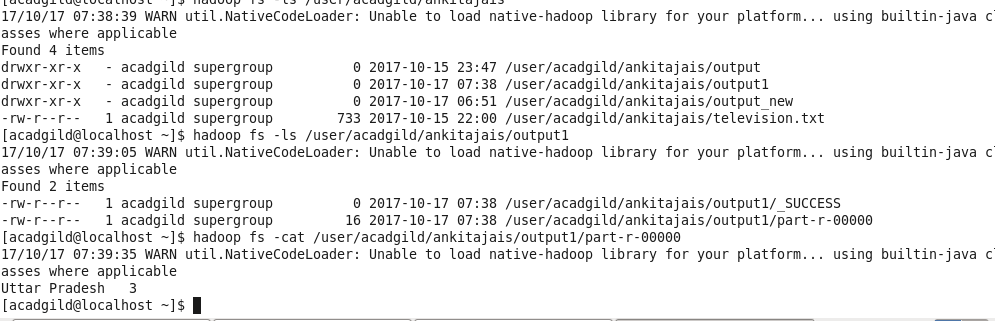 [acadgild@localhost ~]$ hadoop fs -ls /user/acadgild/ankitajais
17/10/17 07:38:39 WARN util.NativeCodeLoader: Unable to load native-hadoop library for your platform... using builtin-java cl
asses where applicable
Found 4 items
drwxr-xr-x   - acadgild supergroup          0 2017-10-15 23:47 /user/acadgild/ankitajais/output
drwxr-xr-x   - acadgild supergroup          0 2017-10-17 07:38 /user/acadgild/ankitajais/output1
drwxr-xr-x   - acadgild supergroup          0 2017-10-17 06:51 /user/acadgild/ankitajais/output_new
-rw-r--r--   1 acadgild supergroup        733 2017-10-15 22:00 /user/acadgild/ankitajais/television.txt
[acadgild@localhost ~]$ hadoop fs -ls /user/acadgild/ankitajais/output1
17/10/17 07:39:05 WARN util.NativeCodeLoader: Unable to load native-hadoop library for your platform... using builtin-java cl
asses where applicable
Found 2 items
-rw-r--r--   1 acadgild supergroup          0 2017-10-17 07:38 /user/acadgild/ankitajais/output1/_SUCCESS
-rw-r--r--   1 acadgild supergroup         16 2017-10-17 07:38 /user/acadgild/ankitajais/output1/part-r-00000
[acadgild@localhost ~]$ hadoop fs -cat /user/acadgild/ankitajais/output1/part-r-00000
17/10/17 07:39:35 WARN util.NativeCodeLoader: Unable to load native-hadoop library for your platform... using builtin-java cl
asses where applicable
Uttar Pradesh   3
[acadgild@localhost ~]$